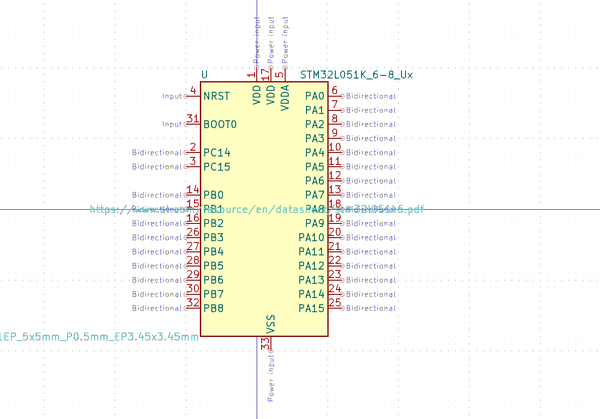 Power input Power input Power input
U STM32L051K_6-8_Ux
1 17 5
VDD VDD VDDA
Input 4 NRST PA0 6 Bidirectional
PA1 7 Bidirectional
Input 31 BOOT0 PA2 8 Bidirectional
PA3 9 Bidirectional
Bidirectional 2 PC14 PA4 10 Bidirectional
Bidirectional 3 PC15 PA5 11 Bidirectional
PA6 12 Bidirectional
Bidirectional 14 PB0 PA7 13 Bidirectional
15 PB1 PA8 18
Bidirectional 16 PB2 PA9 19 Bidirectional
Bidirectional 26 PB3 PA10 20 Bidirectional
Bidirectional 27 PB4 PA11 21 Bidirectional
Bidirectional 28 PB5 PA12 22 Bidirectional
Bidirectional 29 PB6 PA13 23 Bidirectional
Bidirectional 30 PB7 PA14 24 Bidirectional
Bidirectional 32 PB8 PA15 25 Bidirectional
1EP_5x5mm_P0.5mm_EP3.45x3.45mm
VSS
33
Power input